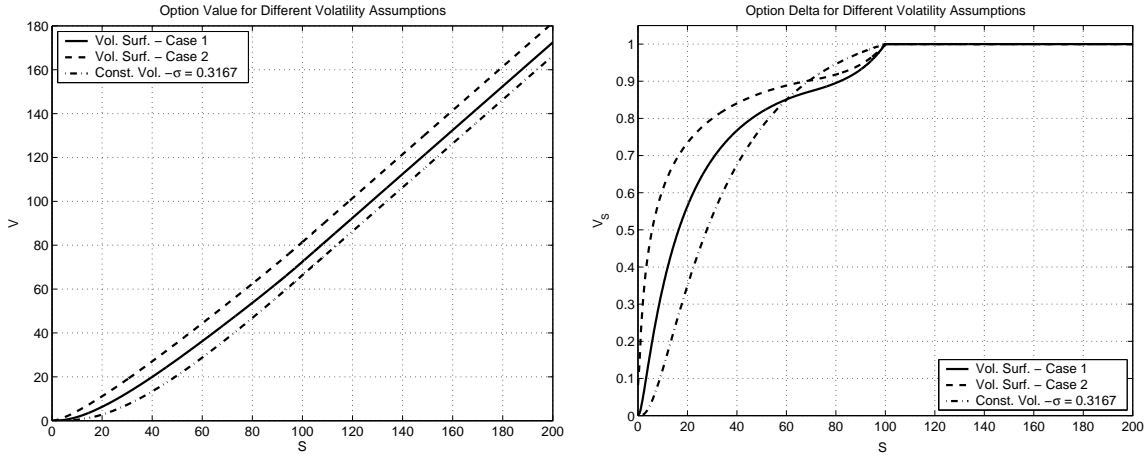 Option Value for Different Volatility Assumptions
180
160
140
120
100
80
60
40
20
0
V
Vol. Surf. − Case 1
Vol. Surf. − Case 2
Const. Vol. −σ = 0.3167
0 20 40 60 80 100 120 140 160 180 200
S
Option Delta for Different Volatility Assumptions
1
0.9
0.8
0.7
0.6
0.5
0.4
0.3
0.2
0.1
0
V_S
Vol. Surf. − Case 1
Vol. Surf. − Case 2
Const. Vol. −σ = 0.3167
0 20 40 60 80 100 120 140 160 180 200
S